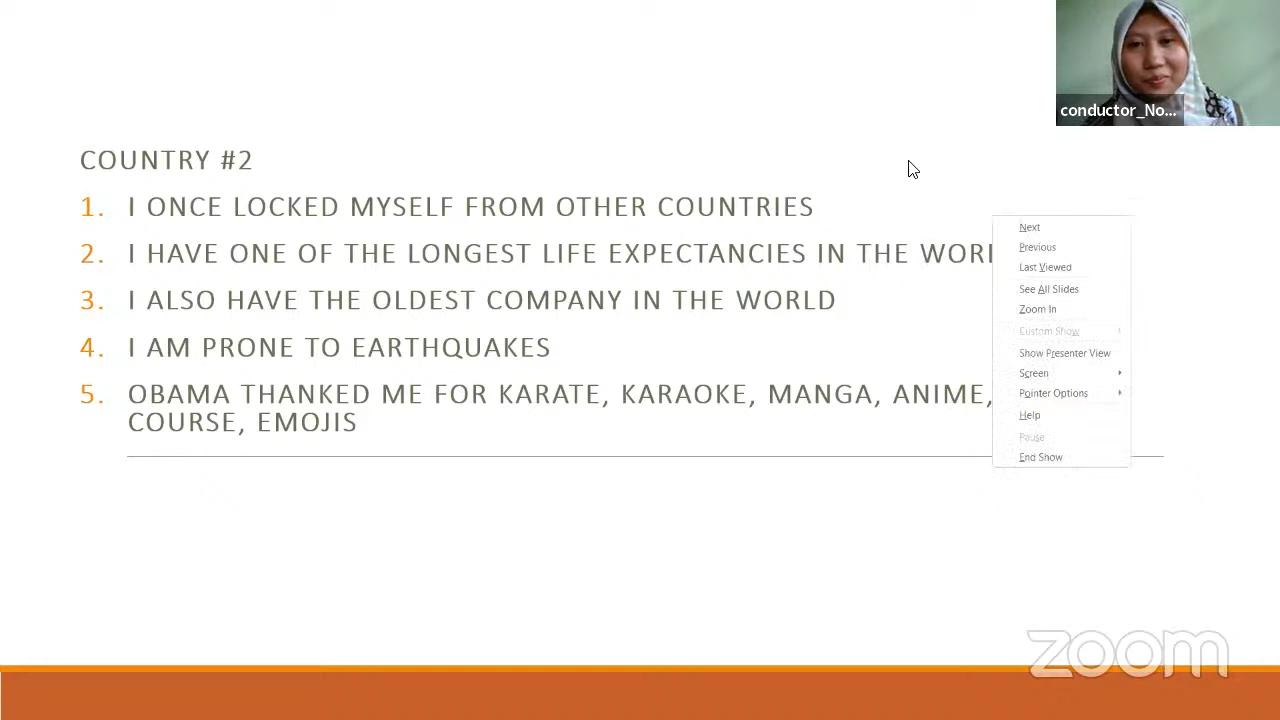 conductor_No...
COUNTRY #2
1. I ONCE LOCKED MYSELF FROM OTHER COUNTRIES
2. I HAVE ONE OF THE LONGEST LIFE EXPECTANCIES IN THE
3. I ALSO HAVE THE OLDEST COMPANY IN THE WORLD
4. I AM PRONE TO EARTHQUAKES
5. OBAMA THANKED ME FOR KARATE, KARAOKE, MANGA, ANIME,
COURSE, EMOJIS
Next
Previous
Last Viewed
See All Slides
Zoom In
Custom Show
Show Presenter View
Screen
Pointer Options
Help
Pause
End Show
zoom